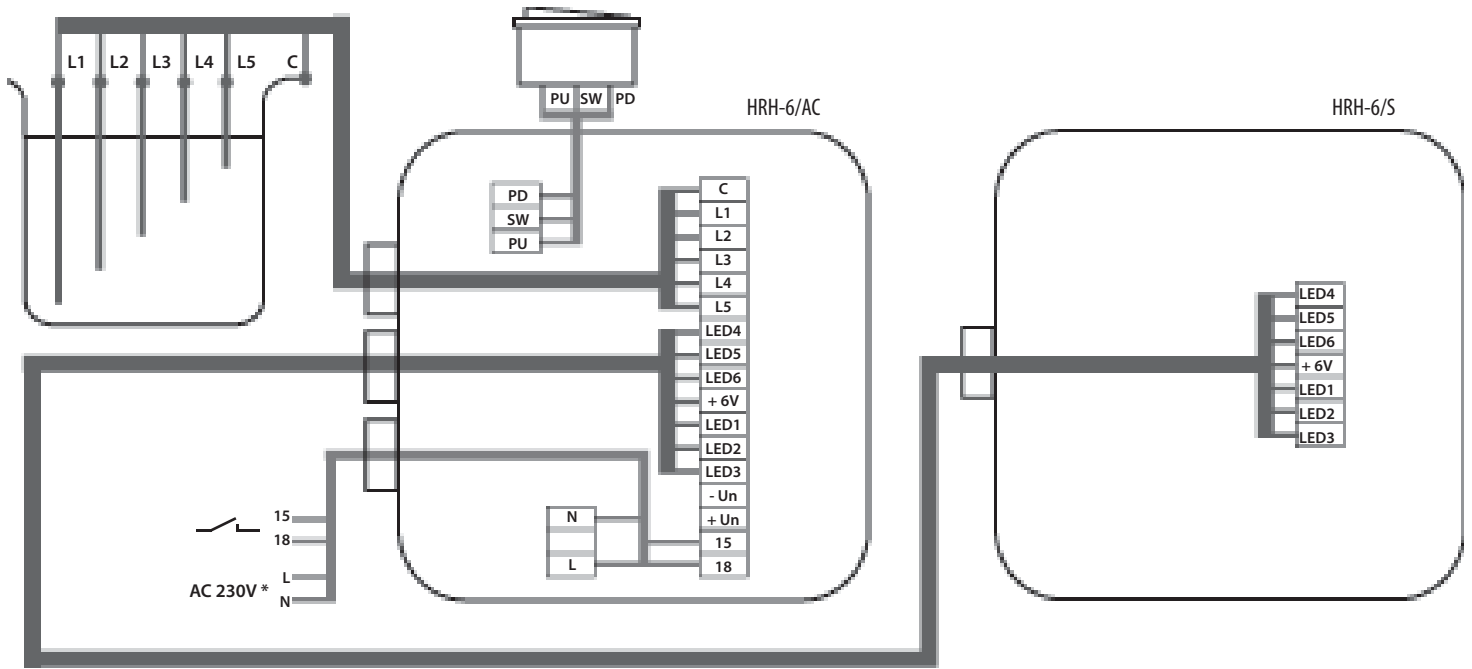 L1 L2 L3 L4 L5 C
PU SW PD
HRH-6/AC
HRH-6/S
PD
SW
PU
C
L1
L2
L3
L4
L5
LED4
LED5
LED6
+ 6V
LED1
LED2
LED3
- Un
+ Un
15
18
N
L
15
18
L
AC 230V *
N
LED4
LED5
LED6
+ 6V
LED1
LED2
LED3